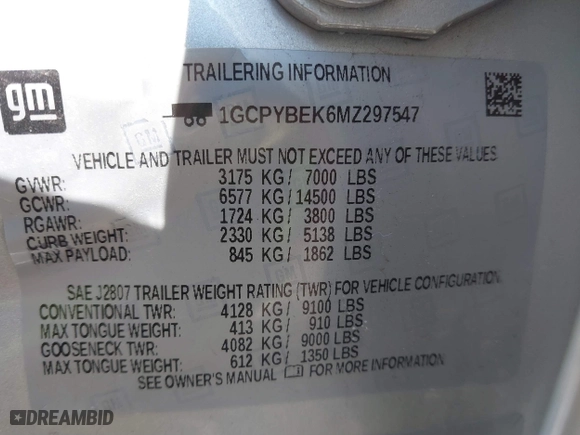 TRAILERING INFORMATION
gm
1GCPYBEK6MZ297547
VEHICLE AND TRAILER MUST NOT EXCEED ANY OF THESE VALUES
GVWR: 3175 KG/ 7000 LBS
GCWR: 6577 KG/14500 LBS
RGAWR: 1724 KG/ 3800 LBS
CURB WEIGHT: 2330 KG/ 5138 LBS
MAX PAYLOAD: 845 KG/ 1862 LBS
SAE J2807 TRAILER WEIGHT RATING (TWR) FOR VEHICLE CONFIGURATION
CONVENTIONAL TWR: 4128 KG/ 9100 LBS
MAX TONGUE WEIGHT: 413 KG/ 910 LBS
GOOSENECK TWR: 4082 KG/ 9000 LBS
MAX TONGUE WEIGHT: 612 KG/ 1350 LBS
SEE OWNER'S MANUAL FOR MORE INFORMATION
DREAMBID